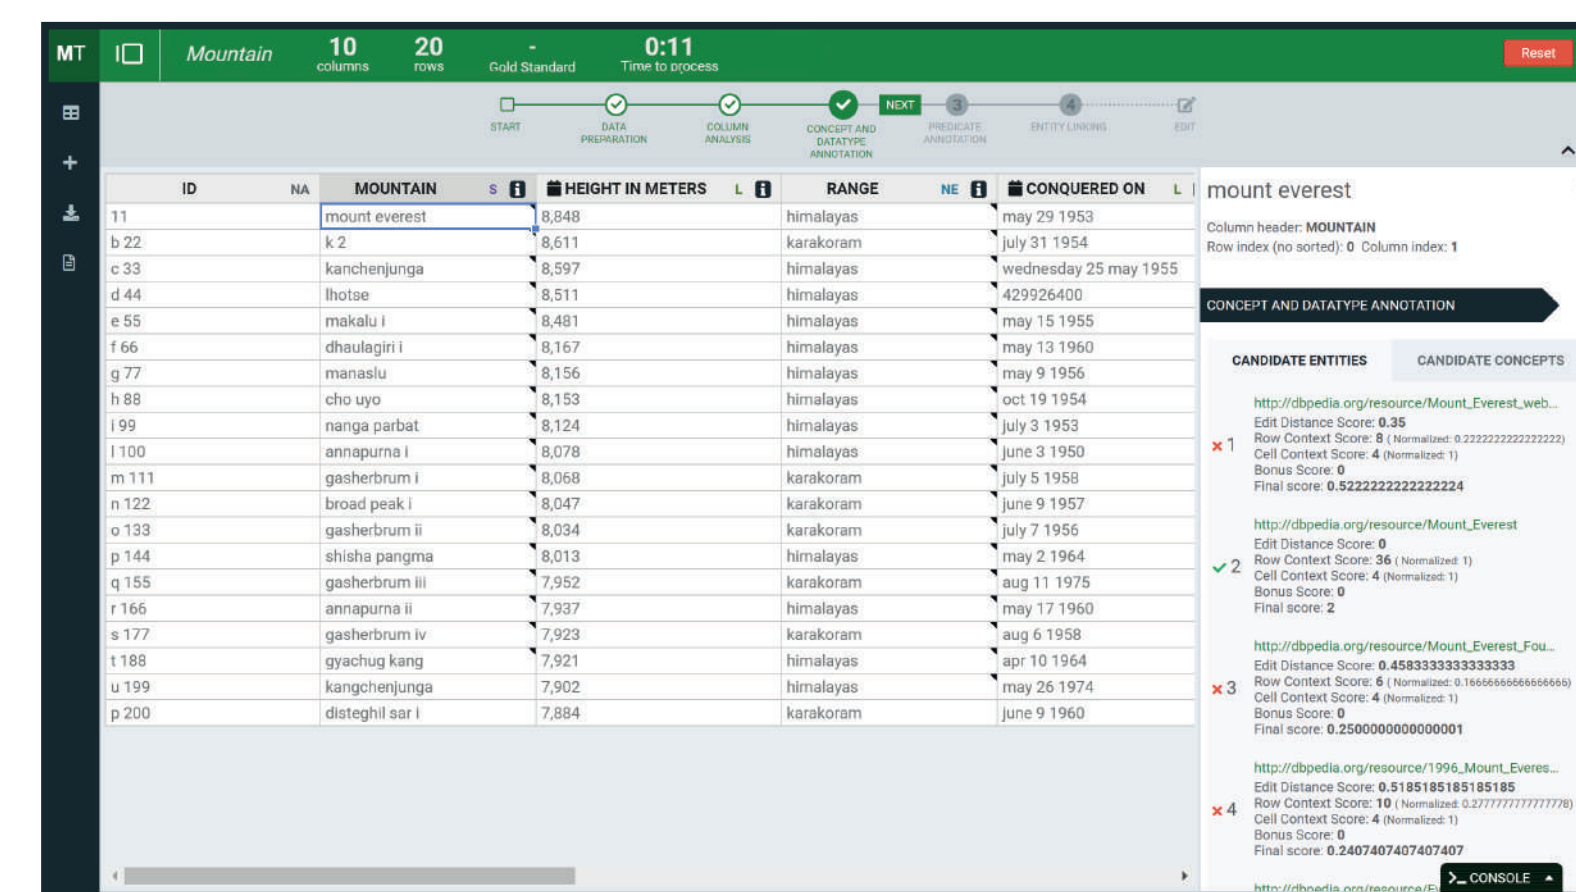 MT Mountain 10 20 - 0:11 Reset
columns rows Gold Standard Time to process
START DATA PREPARATION COLUMN ANALYSIS CONCEPT AND DATATYPE ANNOTATION NEXT 3 PREDICATE ANNOTATION 4 ENTITY LINKING EDIT
ID NA MOUNTAIN S HEIGHT IN METERS L RANGE NE CONQUERED ON L
11 mount everest 8,848 himalayas may 29 1953
b 22 k 2 8,611 karakoram july 31 1954
c 33 kanchenjunga 8,597 himalayas wednesday 25 may 1955
d 44 lhotse 8,511 himalayas 429926400
e 55 makalu i 8,481 himalayas may 15 1955
f 66 dhaulagiri i 8,167 himalayas may 13 1960
g 77 manaslu 8,156 himalayas may 9 1956
h 88 cho uyo 8,153 himalayas oct 19 1954
i 99 nanga parbat 8,124 himalayas july 3 1953
l 100 annapurna i 8,078 himalayas june 3 1950
m 111 gasherbrum i 8,068 karakoram july 5 1958
n 122 broad peak i 8,047 karakoram june 9 1957
o 133 gasherbrum ii 8,034 karakoram july 7 1956
p 144 shisha pangma 8,013 himalayas may 2 1964
q 155 gasherbrum iii 7,952 karakoram aug 11 1975
r 166 annapurna ii 7,937 himalayas may 17 1960
s 177 gasherbrum iv 7,923 karakoram aug 6 1958
t 188 gyachug kang 7,921 himalayas apr 10 1964
u 199 kangchenjunga 7,902 himalayas may 26 1974
p 200 disteghil sar i 7,884 karakoram june 9 1960
mount everest
Column header: MOUNTAIN
Row index (no sorted): 0 Column index: 1
CONCEPT AND DATATYPE ANNOTATION
CANDIDATE ENTITIES CANDIDATE CONCEPTS
http://dbpedia.org/resource/Mount_Everest_web...
Edit Distance Score: 0.35
1 Row Context Score: 8 ( Normalized: 0.2222222222222222)
Cell Context Score: 4 (Normalized: 1)
Bonus Score: 0
Final score: 0.5222222222222224
http://dbpedia.org/resource/Mount_Everest
Edit Distance Score: 0
2 Row Context Score: 36 ( Normalized: 1)
Cell Context Score: 4 (Normalized: 1)
Bonus Score: 0
Final score: 2
http://dbpedia.org/resource/Mount_Everest_Fou...
Edit Distance Score: 0.4583333333333333
3 Row Context Score: 6 ( Normalized: 0.16666666666666666)
Cell Context Score: 4 (Normalized: 1)
Bonus Score: 0
Final score: 0.2500000000000001
http://dbpedia.org/resource/1996_Mount_Everes...
Edit Distance Score: 0.5185185185185185
4 Row Context Score: 10 ( Normalized: 0.2777777777777778)
Cell Context Score: 4 (Normalized: 1)
Bonus Score: 0
Final score: 0.2407407407407407
>_ CONSOLE